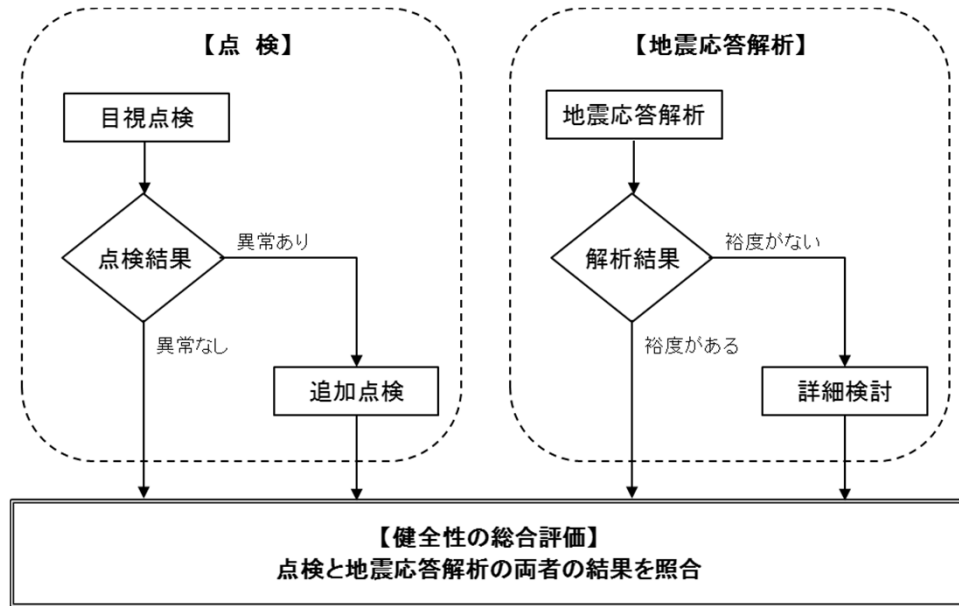 【点 検】
目視点検
点検結果
異常あり
異常なし
追加点検
【地震応答解析】
地震応答解析
解析結果
裕度がない
裕度がある
詳細検討
【健全性の総合評価】
点検と地震応答解析の両者の結果を照合